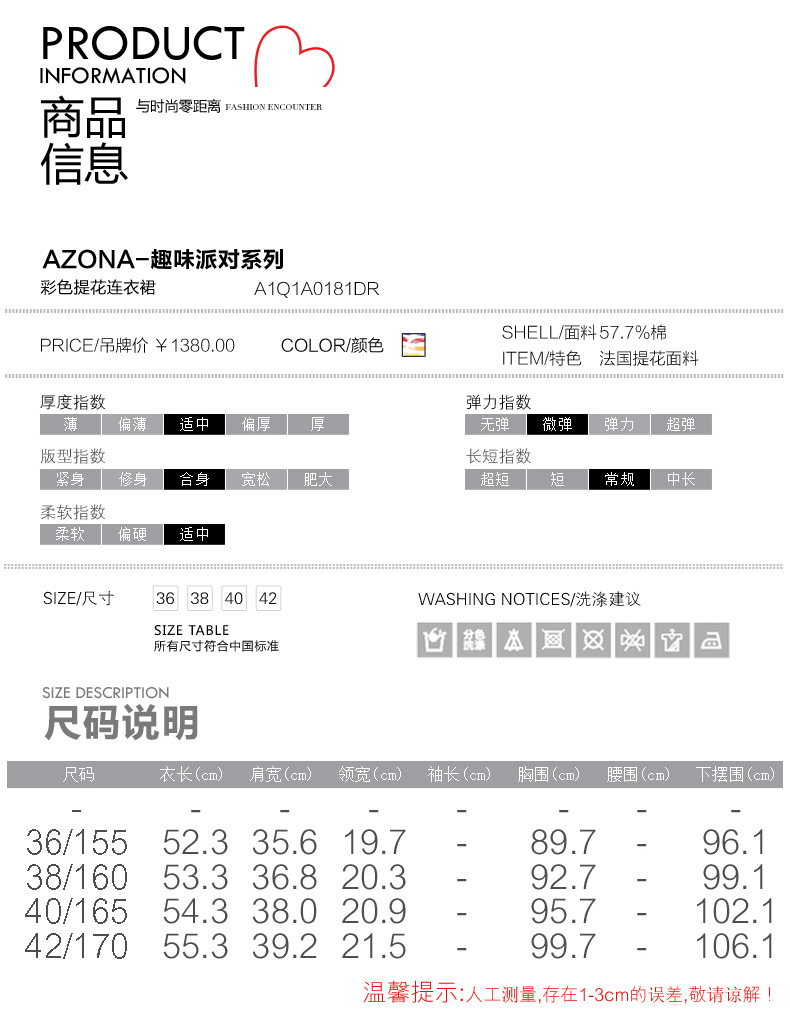 PRODUCT
INFORMATION
商品 与时尚零距离 FASHION ENCOUNTER
信息
AZONA-趣味派对系列
彩色提花连衣裙 A1Q1A0181DR
PRICE/吊牌价 ￥1380.00 COLOR/颜色 SHELL/面料 57.7%棉
ITEM/特色 法国提花面料
厚度指数 弹力指数
薄 偏薄 适中 偏厚 厚 无弹 微弹 弹力 超弹
版型指数 长短指数
紧身 修身 合身 宽松 肥大 超短 短 常规 中长
柔软指数
柔软 偏硬 适中
SIZE/尺寸 36 38 40 42 WASHING NOTICES/洗涤建议
SIZE TABLE
所有尺寸符合中国标准
分色
洗涤
SIZE DESCRIPTION
尺码说明
尺码 衣长(cm) 肩宽(cm) 领宽(cm) 袖长(cm) 胸围(cm) 腰围(cm) 下摆围(cm)
- - - - - - - -
36/155 52.3 35.6 19.7 - 89.7 - 96.1
38/160 53.3 36.8 20.3 - 92.7 - 99.1
40/165 54.3 38.0 20.9 - 95.7 - 102.1
42/170 55.3 39.2 21.5 - 99.7 - 106.1
温馨提示:人工测量,存在1-3cm的误差,敬请谅解！